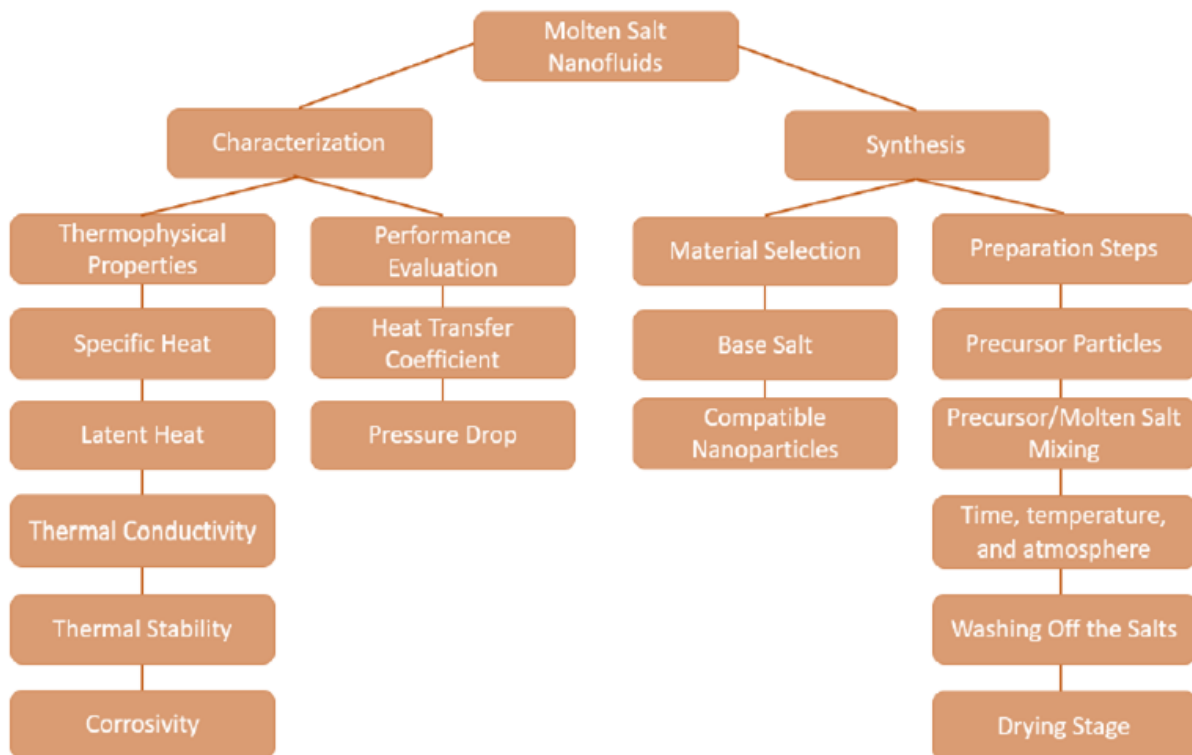 Molten Salt
Nanofluids
Characterization
Synthesis
Thermophysical
Properties
Performance
Evaluation
Material Selection
Preparation Steps
Specific Heat
Heat Transfer
Coefficient
Base Salt
Precursor Particles
Latent Heat
Pressure Drop
Compatible
Nanoparticles
Precursor/Molten Salt
Mixing
Thermal Conductivity
Time, temperature,
and atmosphere
Thermal Stability
Washing Off the Salts
Corrosivity
Drying Stage